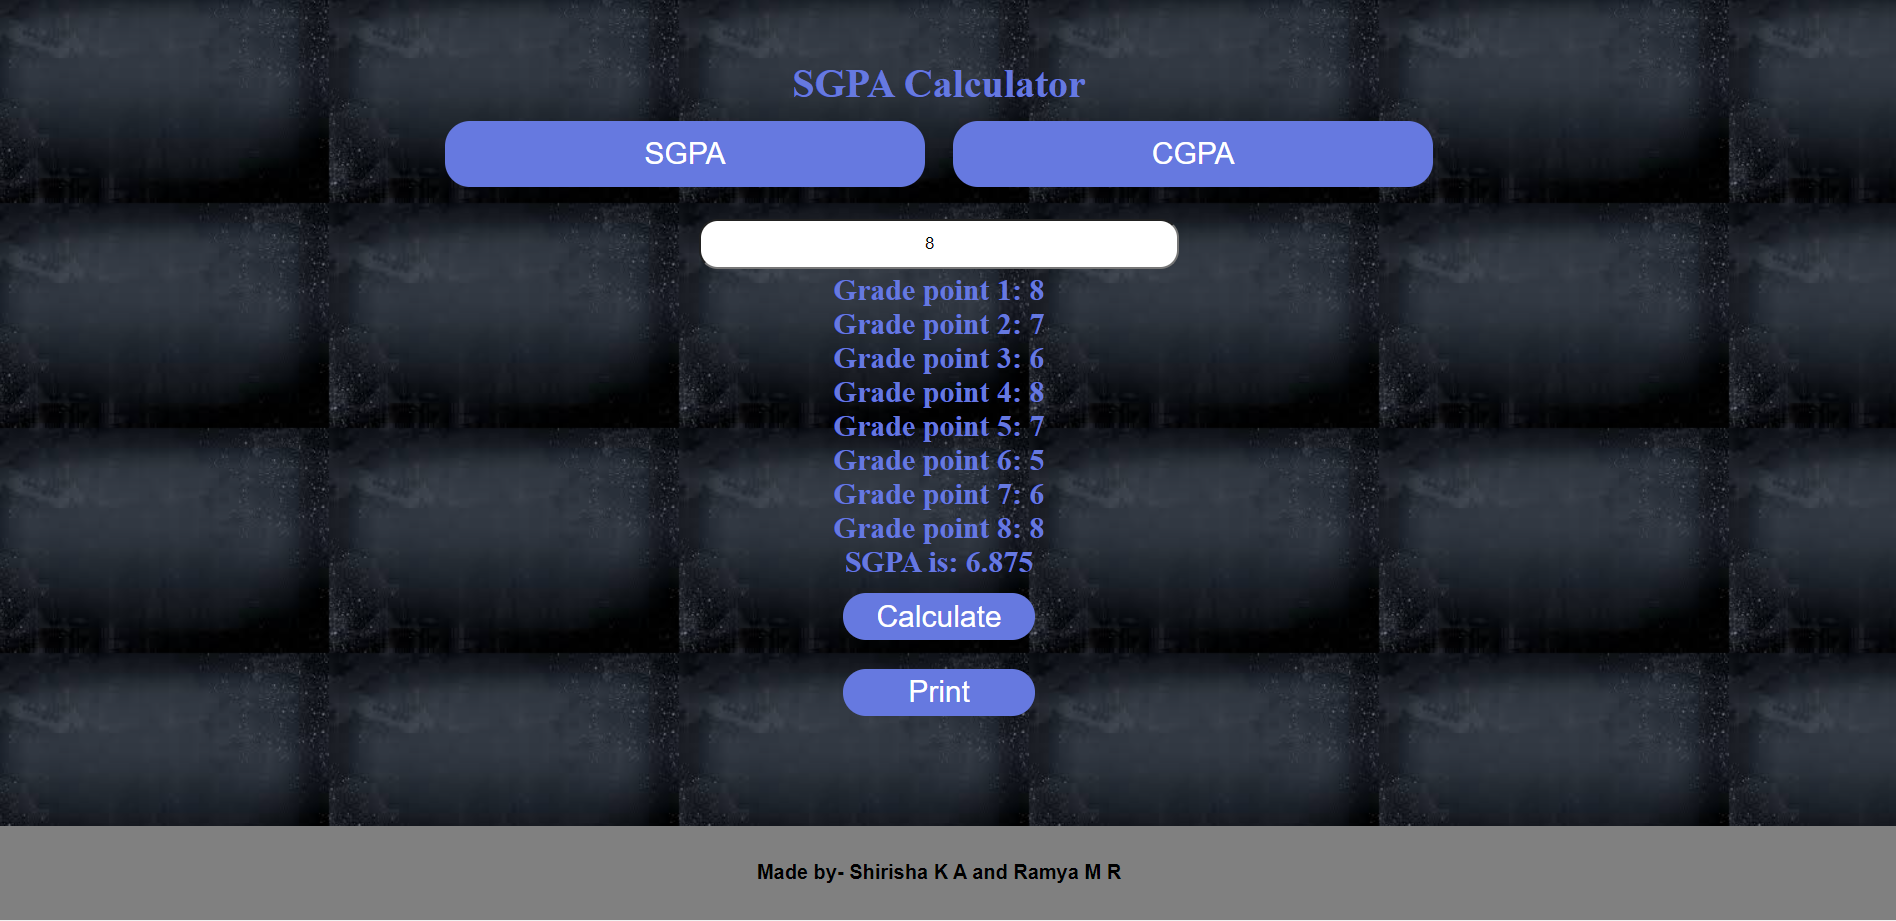 SGPA Calculator
SGPA CGPA
8
Grade point 1: 8
Grade point 2: 7
Grade point 3: 6
Grade point 4: 8
Grade point 5: 7
Grade point 6: 5
Grade point 7: 6
Grade point 8: 8
SGPA is: 6.875
Calculate
Print
Made by- Shirisha K A and Ramya M R